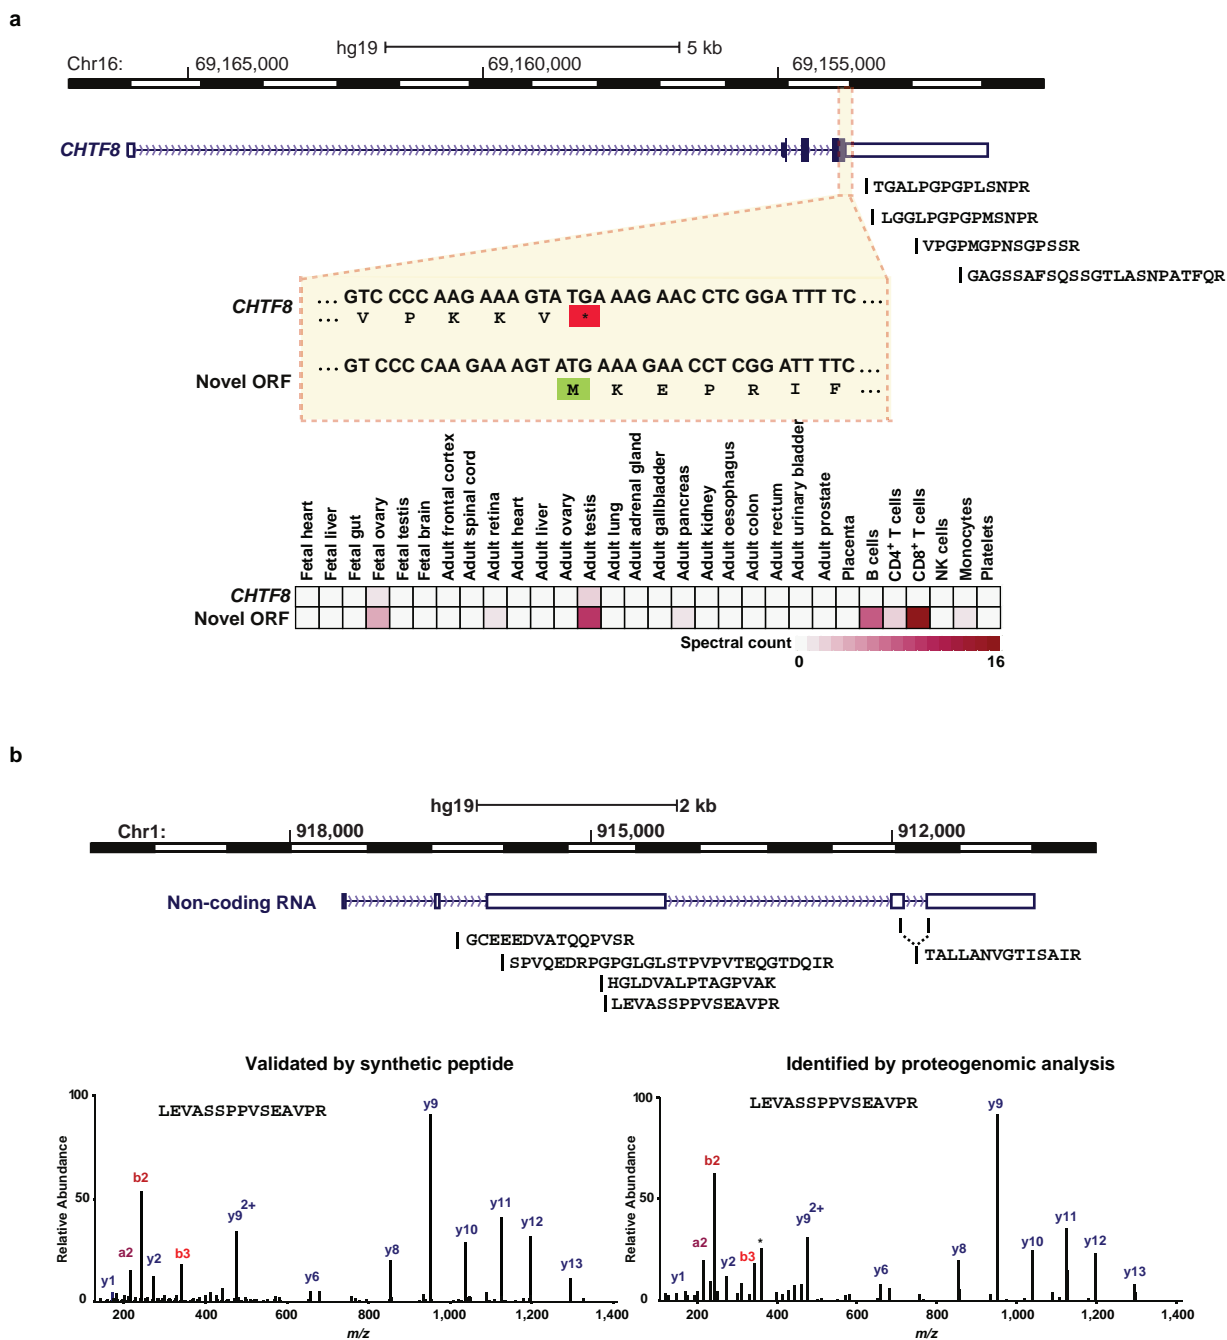 a
hg19 5 kb
Chr16: 69,165,000 69,160,000 69,155,000
CHTF8
TGALPGPGPLSNPR
LGGLPGPGPMSNPR
VPGPMGPNSGPSSR
GAGSSAFSQSSGTLASNPATFQR
CHTF8 ... GTC CCC AAG AAA GTA TGA AAG AAC CTC GGA TTT TC ...
... V P K K V *
Novel ORF ... GT CCC CAA GAA AGT ATG AAA GAA CCT CGG ATT TTC ...
M K E P R I F ...
Fetal heart
Fetal liver
Fetal gut
Fetal ovary
Fetal testis
Fetal brain
Adult frontal cortex
Adult spinal cord
Adult retina
Adult heart
Adult liver
Adult ovary
Adult testis
Adult lung
Adult adrenal gland
Adult gallbladder
Adult pancreas
Adult kidney
Adult oesophagus
Adult colon
Adult rectum
Adult urinary bladder
Adult prostate
Placenta
B cells
CD4+ T cells
CD8+ T cells
NK cells
Monocytes
Platelets
CHTF8
Novel ORF
Spectral count
0 16
b
hg19 2 kb
Chr1: 918,000 915,000 912,000
Non-coding RNA
GCEEEDVATQQPVSR
TALLANVGTISAIR
SPVQEDRPGPGLGLSTPVPVTEQGTDQIR
HGLDVALPTAGPVAK
LEVASSPPVSEAVPR
Validated by synthetic peptide
LEVASSPPVSEAVPR
Relative Abundance
100
50
0
y1 a2 b2 y2 b3 y9 2+ y6 y8 y9 y10 y11 y12 y13
200 400 600 800 1,000 1,200 1,400
m/z
Identified by proteogenomic analysis
LEVASSPPVSEAVPR
Relative Abundance
100
50
0
y1 a2 b2 y2 b3 * y9 2+ y6 y8 y9 y10 y11 y12 y13
200 400 600 800 1,000 1,200 1,400
m/z